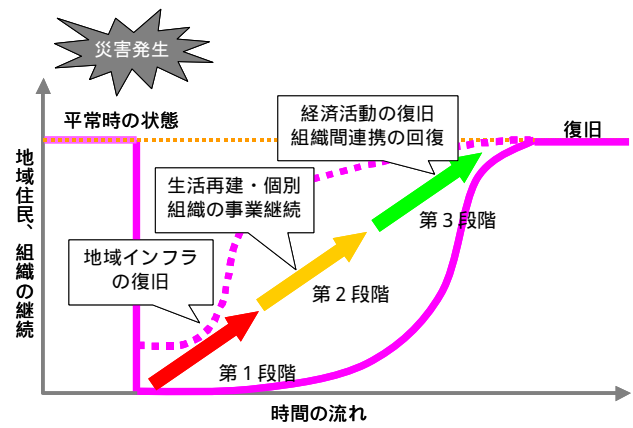 災害発生
平常時の状態
経済活動の復旧
組織間連携の回復
復旧
地域住民、組織の継続
生活再建・個別
組織の事業継続
第3段階
地域インフラ
の復旧
第2段階
第1段階
時間の流れ